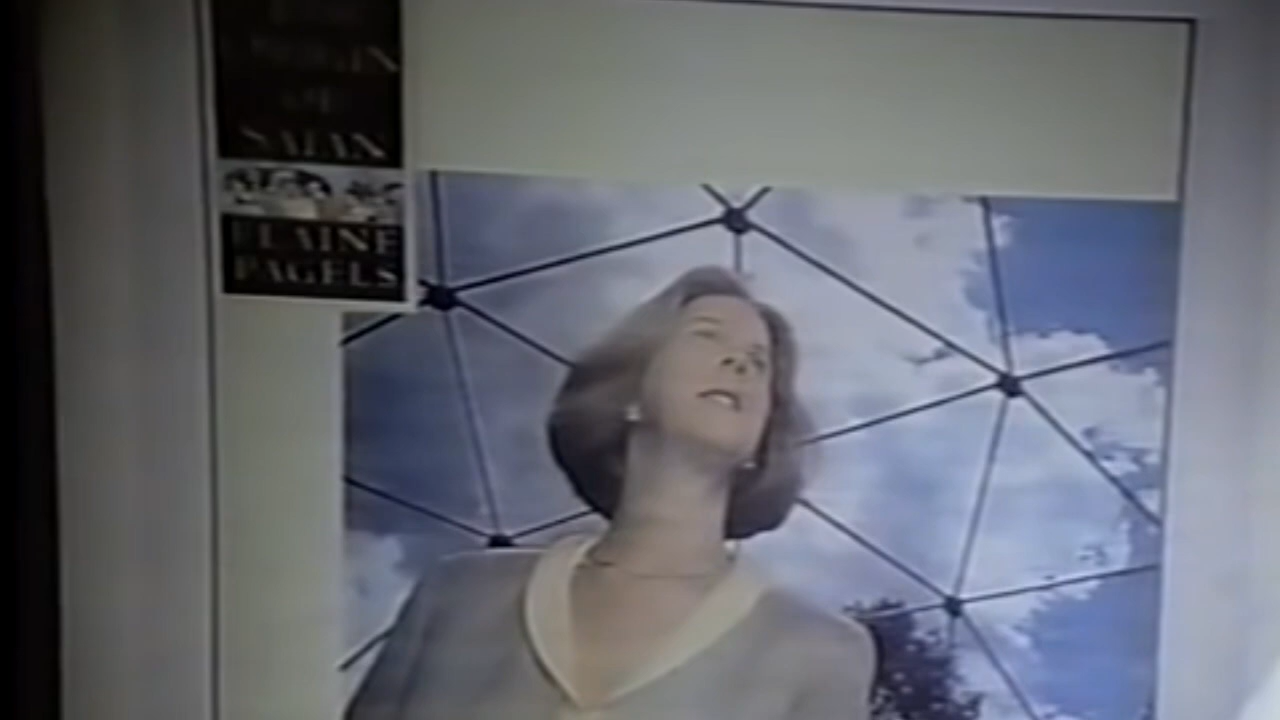 ORIGIN
OF
SATAN
ELAINE
PAGELS